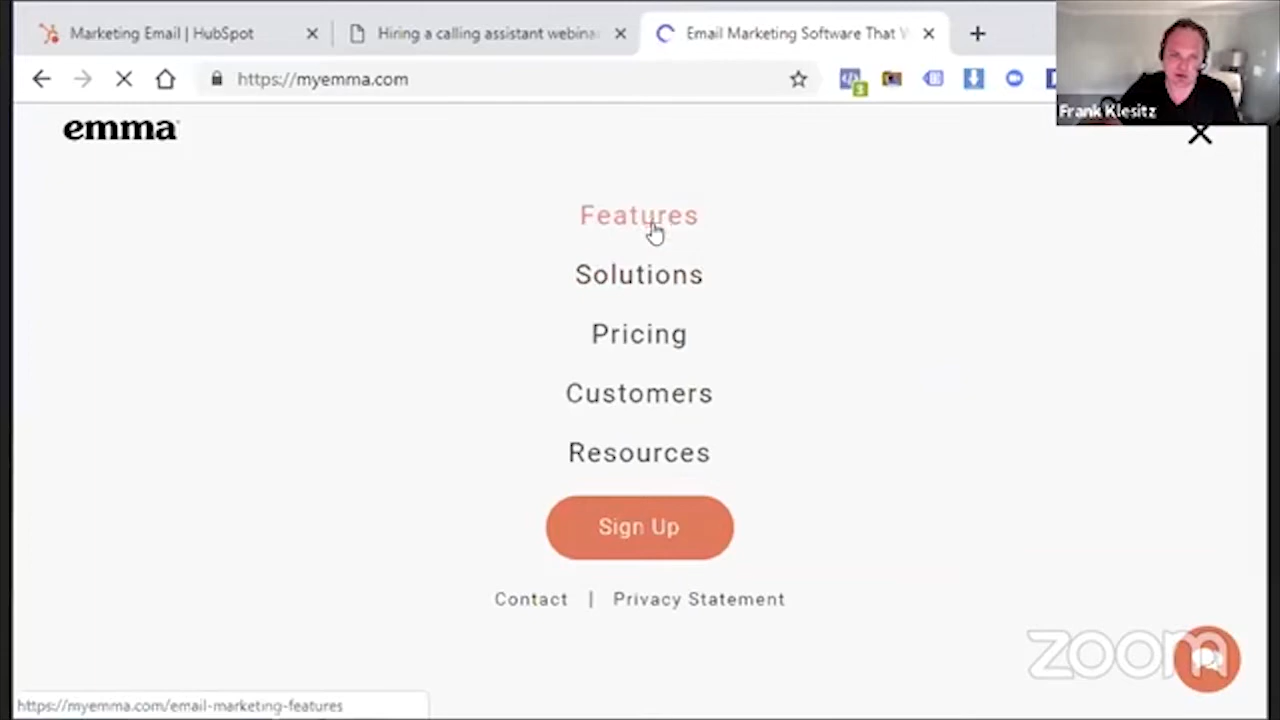 Marketing Email | HubSpot
Hiring a calling assistant webina
Email Marketing Software That W
https://myemma.com
3
Frank Klesitz
emma
Features
Solutions
Pricing
Customers
Resources
Sign Up
Contact | Privacy Statement
zoom
https://myemma.com/email-marketing-features